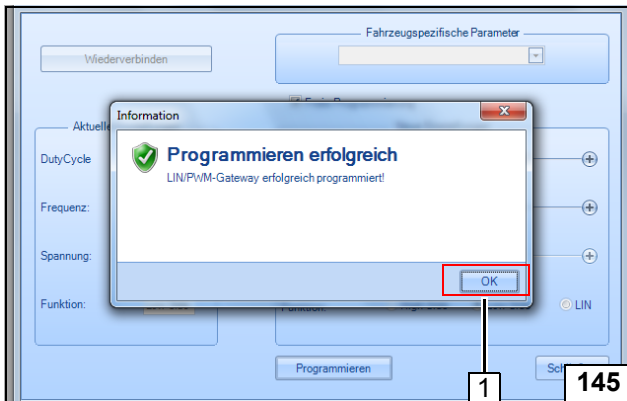 Fahrzeugspezifische Parameter
Wiederverbinden
Information
Aktuelle
Programmieren erfolgreich
LIN/PWM-Gateway erfolgreich programmiert!
DutyCycle
Frequenz:
Spannung:
OK
Funktion:
LIN
Programmieren
1
145